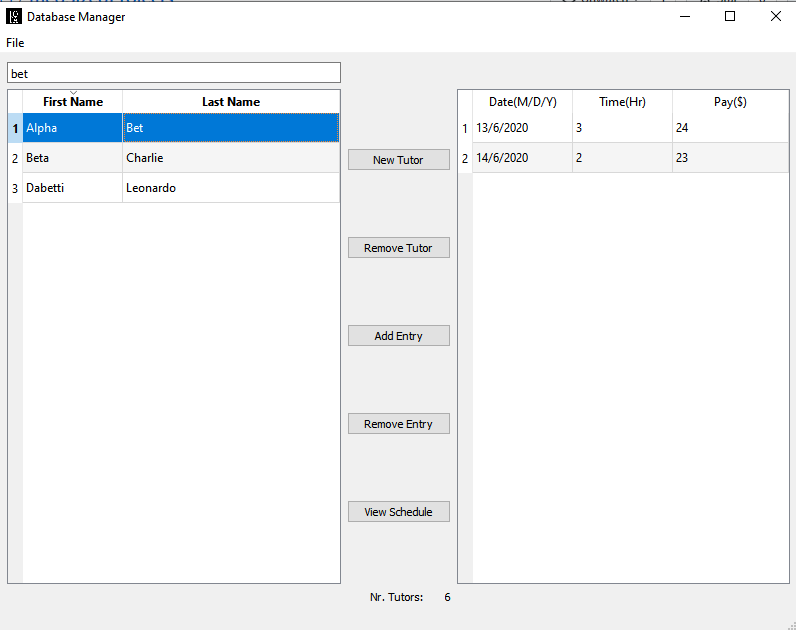 Database Manager
File
bet
First Name Last Name
1 Alpha Bet
2 Beta Charlie
3 Dabetti Leonardo
New Tutor
Remove Tutor
Add Entry
Remove Entry
View Schedule
Date(M/D/Y) Time(Hr) Pay($)
1 13/6/2020 3 24
2 14/6/2020 2 23
Nr. Tutors: 6